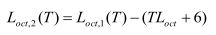 L_{oct,2}(T) = L_{oct,1}(T) − (TL_{oct} + 6)